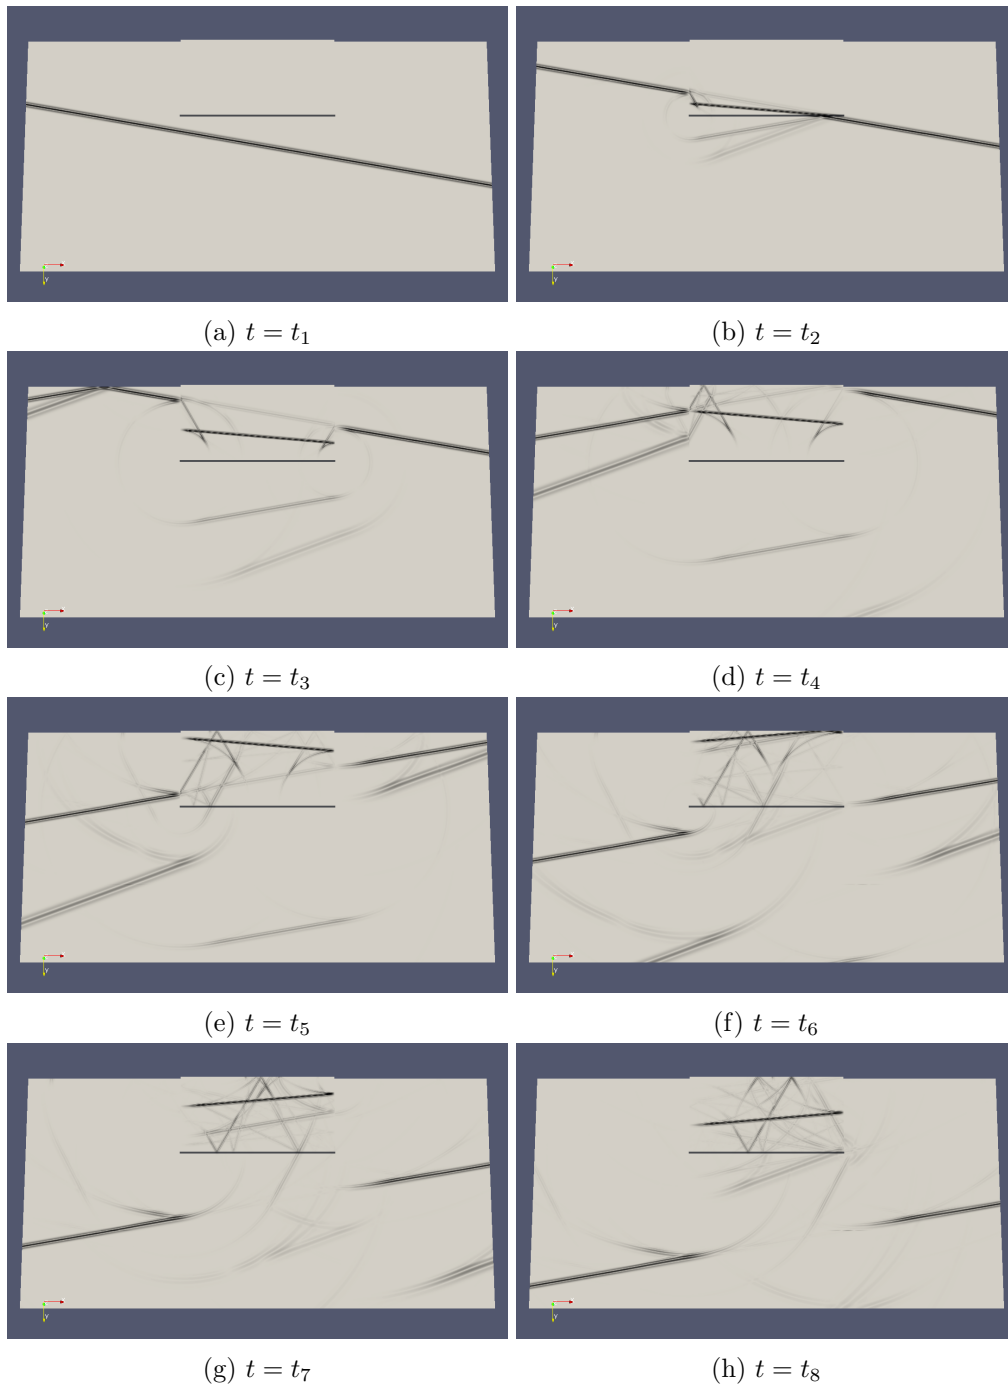 (a) t = t₁
(b) t = t₂
(c) t = t₃
(d) t = t₄
(e) t = t₅
(f) t = t₆
(g) t = t₇
(h) t = t₈